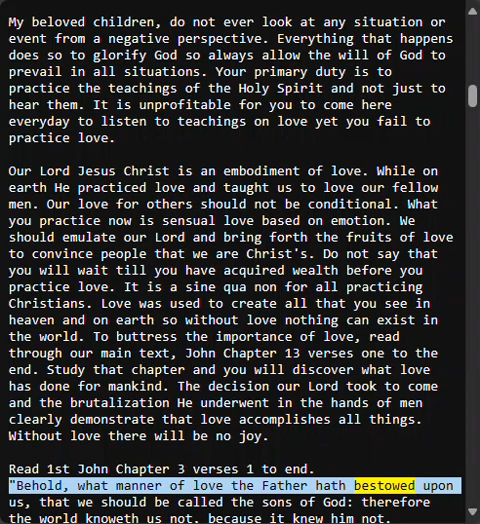 My beloved children, do not ever look at any situation or
event from a negative perspective. Everything that happens
does so to glorify God so always allow the will of God to
prevail in all situations. Your primary duty is to
practice the teachings of the Holy Spirit and not just to
hear them. It is unprofitable for you to come here
everyday to listen to teachings on love yet you fail to
practice love.

Our Lord Jesus Christ is an embodiment of love. While on
earth He practiced love and taught us to love our fellow
men. Our love for others should not be conditional. What
you practice now is sensual love based on emotion. We
should emulate our Lord and bring forth the fruits of love
to convince people that we are Christ's. Do not say that
you will wait till you have acquired wealth before you
practice love. It is a sine qua non for all practicing
Christians. Love was used to create all that you see in
heaven and on earth so without love nothing can exist in
the world. To buttress the importance of love, read
through our main text, John Chapter 13 verses one to the
end. Study that chapter and you will discover what love
has done for mankind. The decision our Lord took to come
and the brutalization He underwent in the hands of men
clearly demonstrate that love accomplishes all things.
Without love there will be no joy.

Read 1st John Chapter 3 verses 1 to end.
"Behold, what manner of love the Father hath bestowed upon
us, that we should be called the sons of God: therefore
the world knoweth us not, because it knew him not.